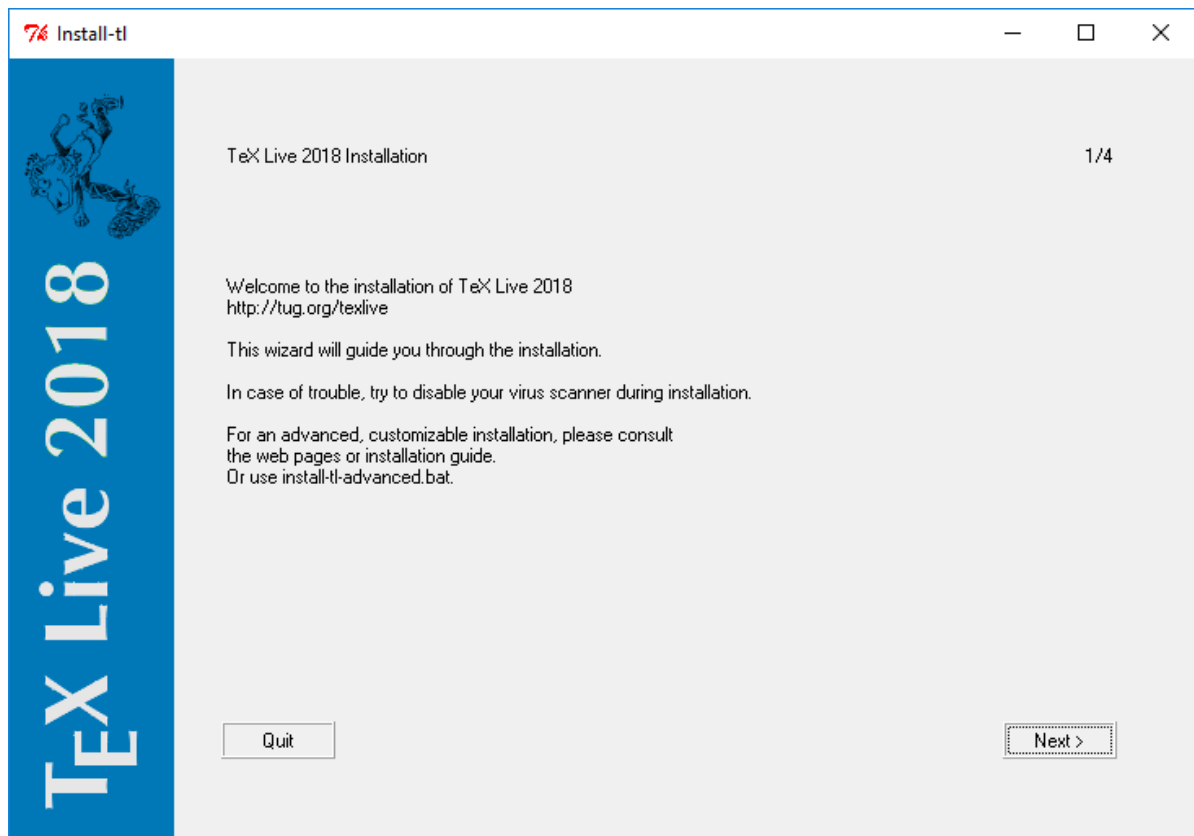 Install-tl
TeX Live 2018
TeX Live 2018 Installation
1/4
Welcome to the installation of TeX Live 2018
http://tug.org/texlive
This wizard will guide you through the installation.
In case of trouble, try to disable your virus scanner during installation.
For an advanced, customizable installation, please consult
the web pages or installation guide.
Or use install-tl-advanced.bat.
Quit
Next >